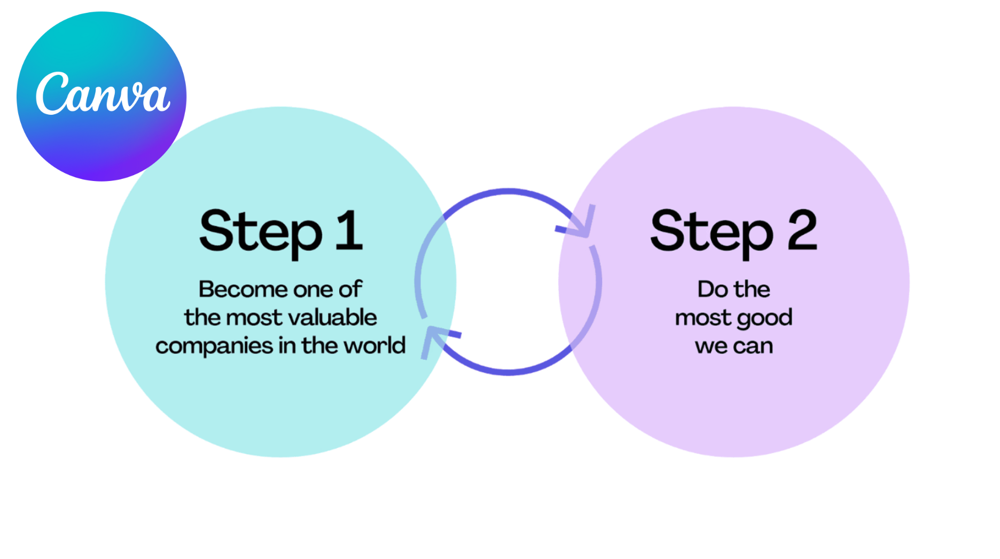 Canva
Step 1
Become one of
the most valuable
companies in the world
Step 2
Do the
most good
we can